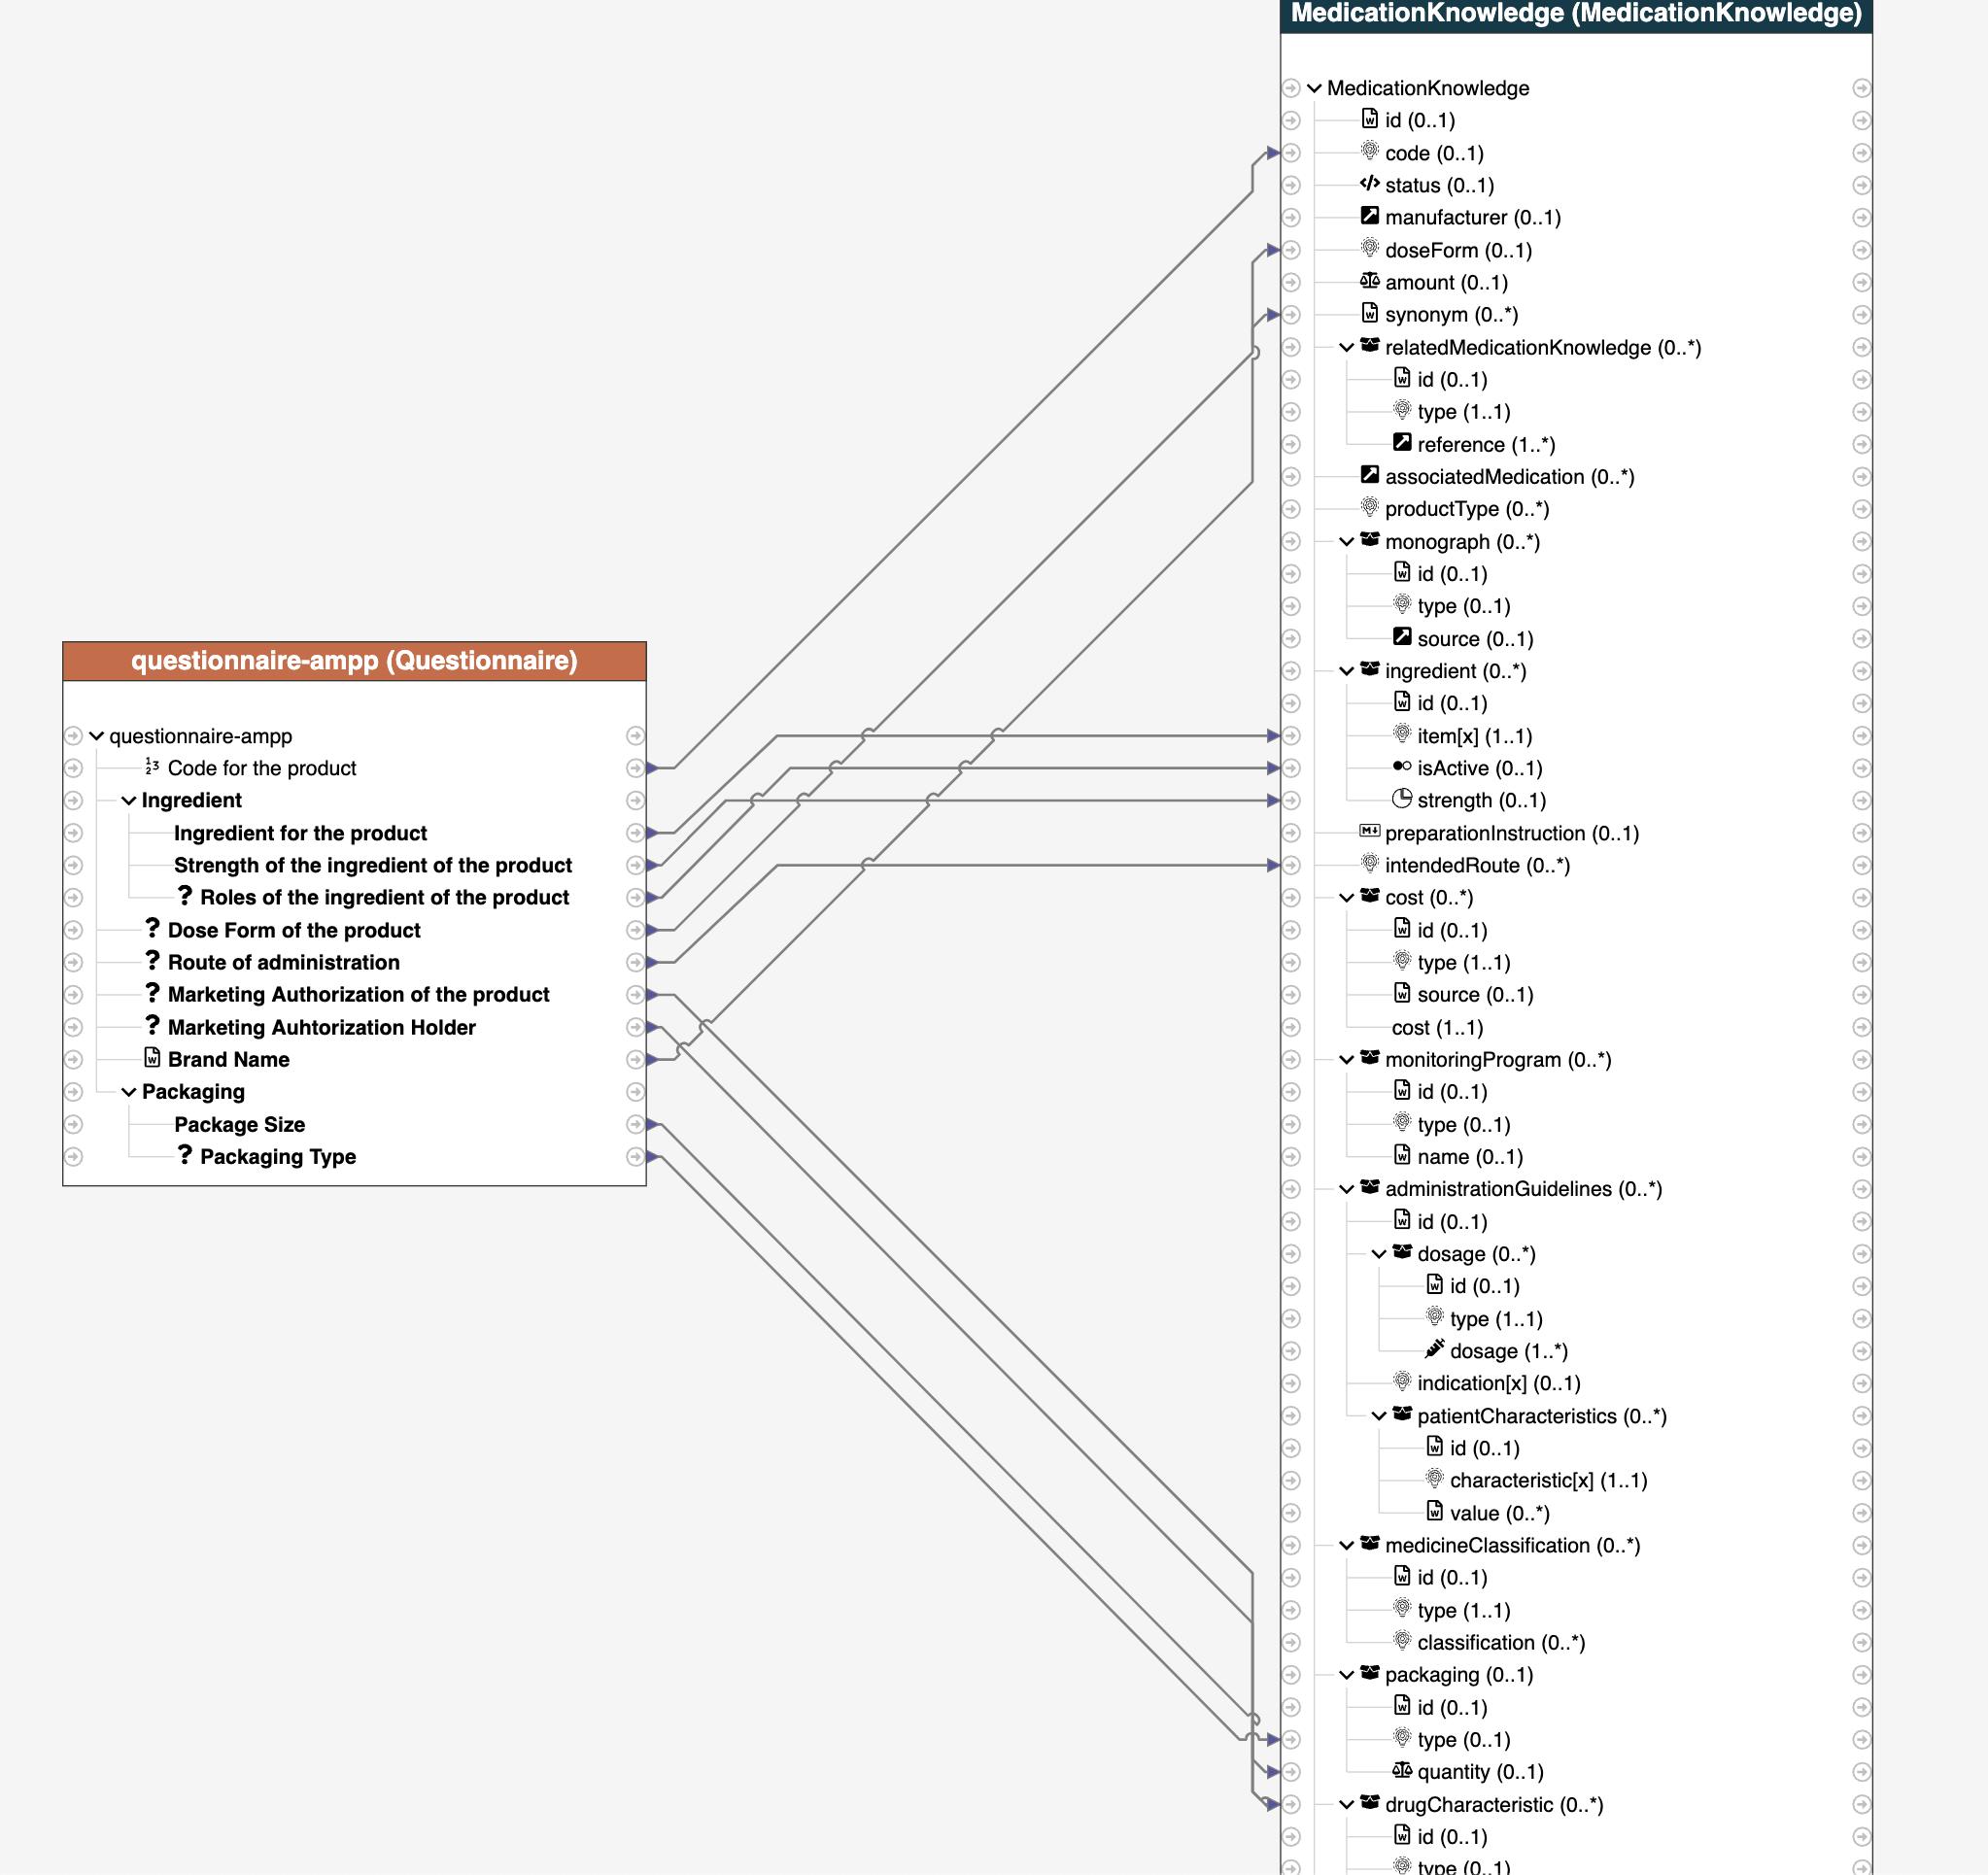 MedicationKnowledge (MedicationKnowledge)
MedicationKnowledge
id (0..1)
code (0..1)
status (0..1)
manufacturer (0..1)
doseForm (0..1)
amount (0..1)
synonym (0..*)
relatedMedicationKnowledge (0..*)
id (0..1)
type (1..1)
reference (1..*)
associatedMedication (0..*)
productType (0..*)
monograph (0..*)
id (0..1)
type (0..1)
source (0..1)
ingredient (0..*)
id (0..1)
item[x] (1..1)
isActive (0..1)
strength (0..1)
preparationInstruction (0..1)
intendedRoute (0..*)
cost (0..*)
id (0..1)
type (1..1)
source (0..1)
cost (1..1)
monitoringProgram (0..*)
id (0..1)
type (0..1)
name (0..1)
administrationGuidelines (0..*)
id (0..1)
dosage (0..*)
id (0..1)
type (1..1)
dosage (1..*)
indication[x] (0..1)
patientCharacteristics (0..*)
id (0..1)
characteristic[x] (1..1)
value (0..*)
medicineClassification (0..*)
id (0..1)
type (1..1)
classification (0..*)
packaging (0..1)
id (0..1)
type (0..1)
quantity (0..1)
drugCharacteristic (0..*)
id (0..1)
type (0..1)
questionnaire-ampp (Questionnaire)
questionnaire-ampp
Code for the product
Ingredient
Ingredient for the product
Strength of the ingredient of the product
? Roles of the ingredient of the product
? Dose Form of the product
? Route of administration
? Marketing Authorization of the product
? Marketing Auhtorization Holder
Brand Name
Packaging
Package Size
? Packaging Type